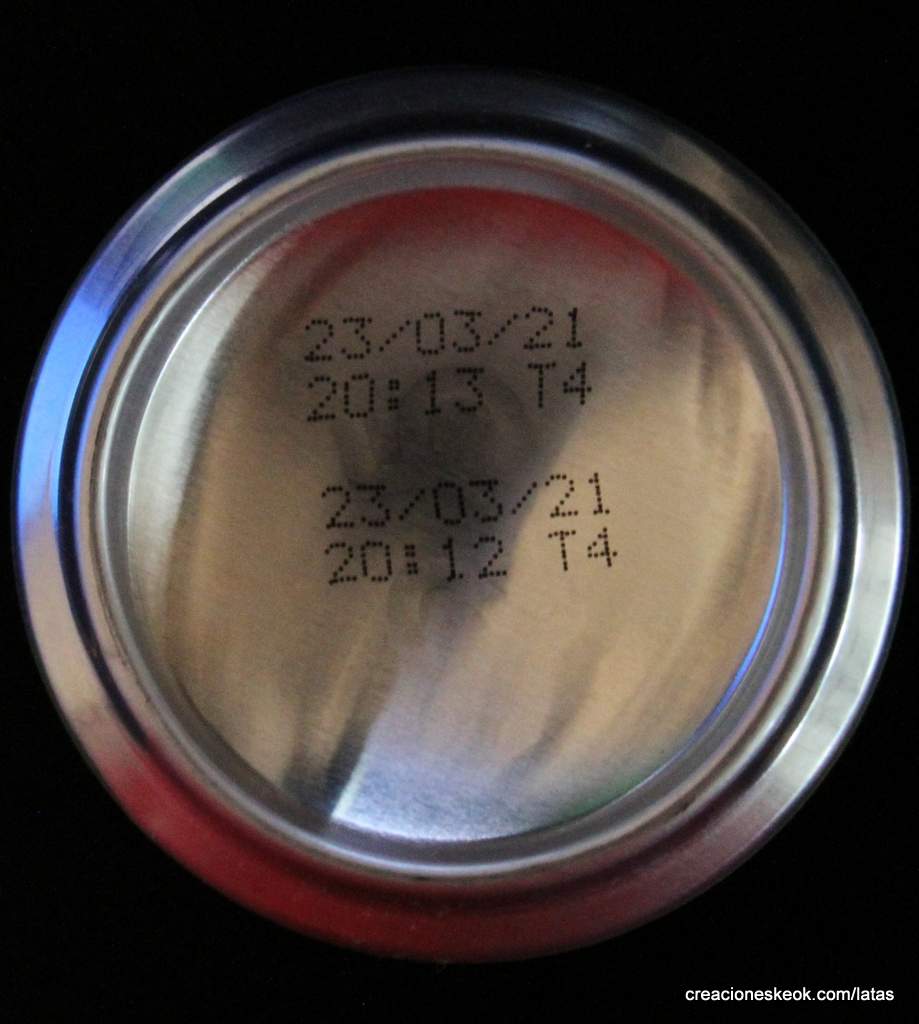 23/03/21
20:13 T4
23/03/21
20:12 T4
creacioneskeok.com/latas